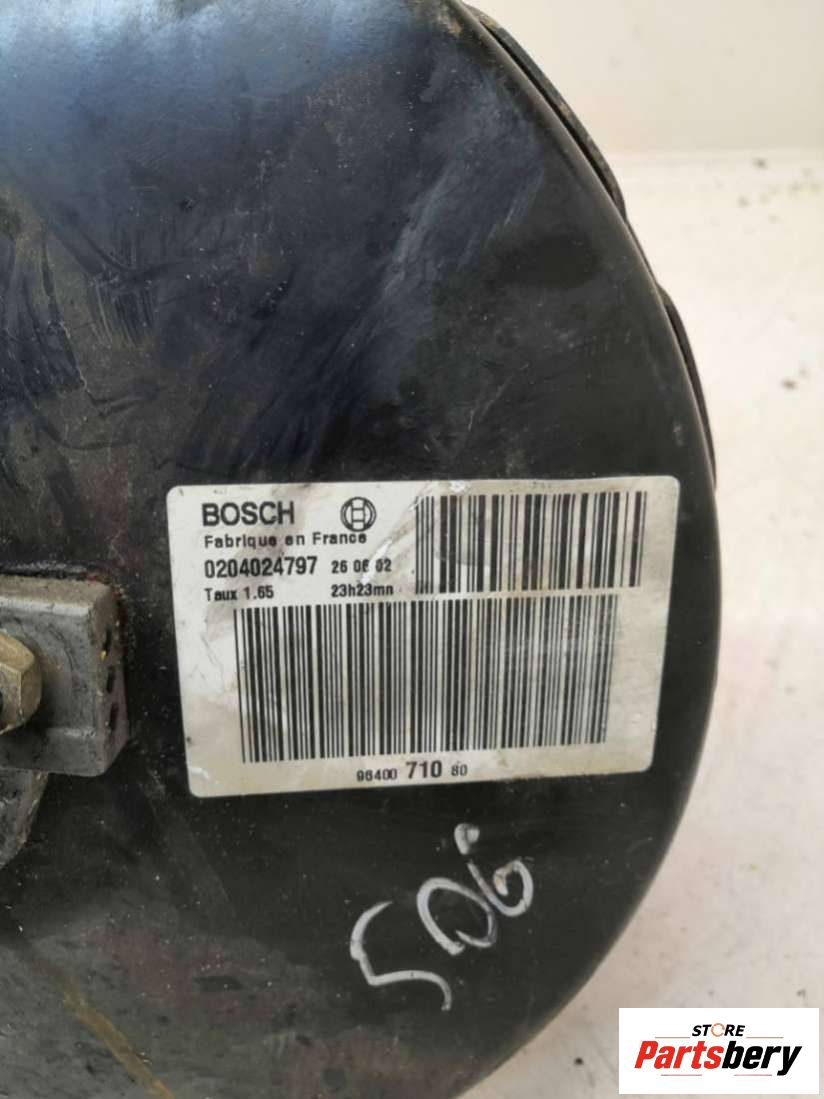 BOSCH
Fabrique en France
0204024797 26 06 02
Taux 1.65 23h23mn
96400 710 80
506
STORE
Partsbery